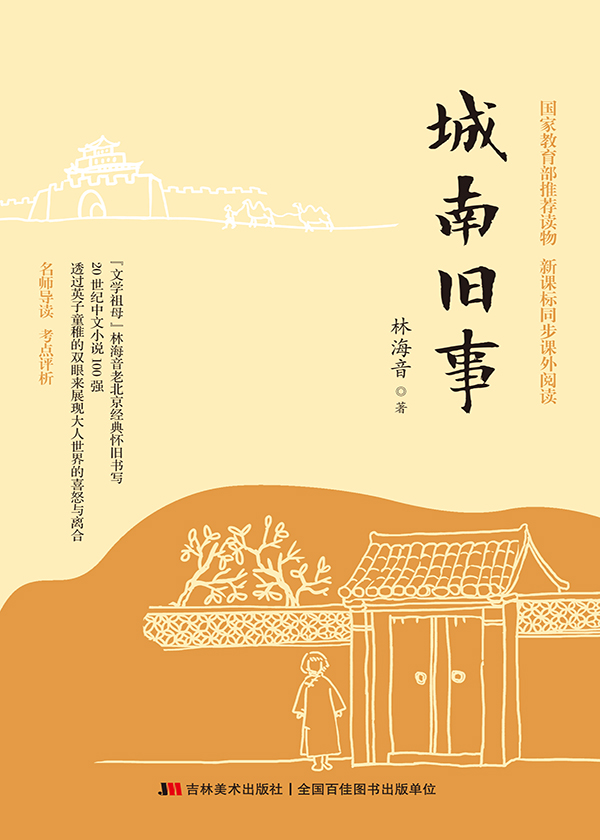 国家教育部推荐读物 新课标同步课外阅读
城南旧事
林海音 著
『文学祖母』林海音老北京经典怀旧书写
20世纪中文小说100强
透过英子童稚的双眼来展现大人世界的喜怒与离合
名师导读 考点评析
JM 吉林美术出版社|全国百佳图书出版单位